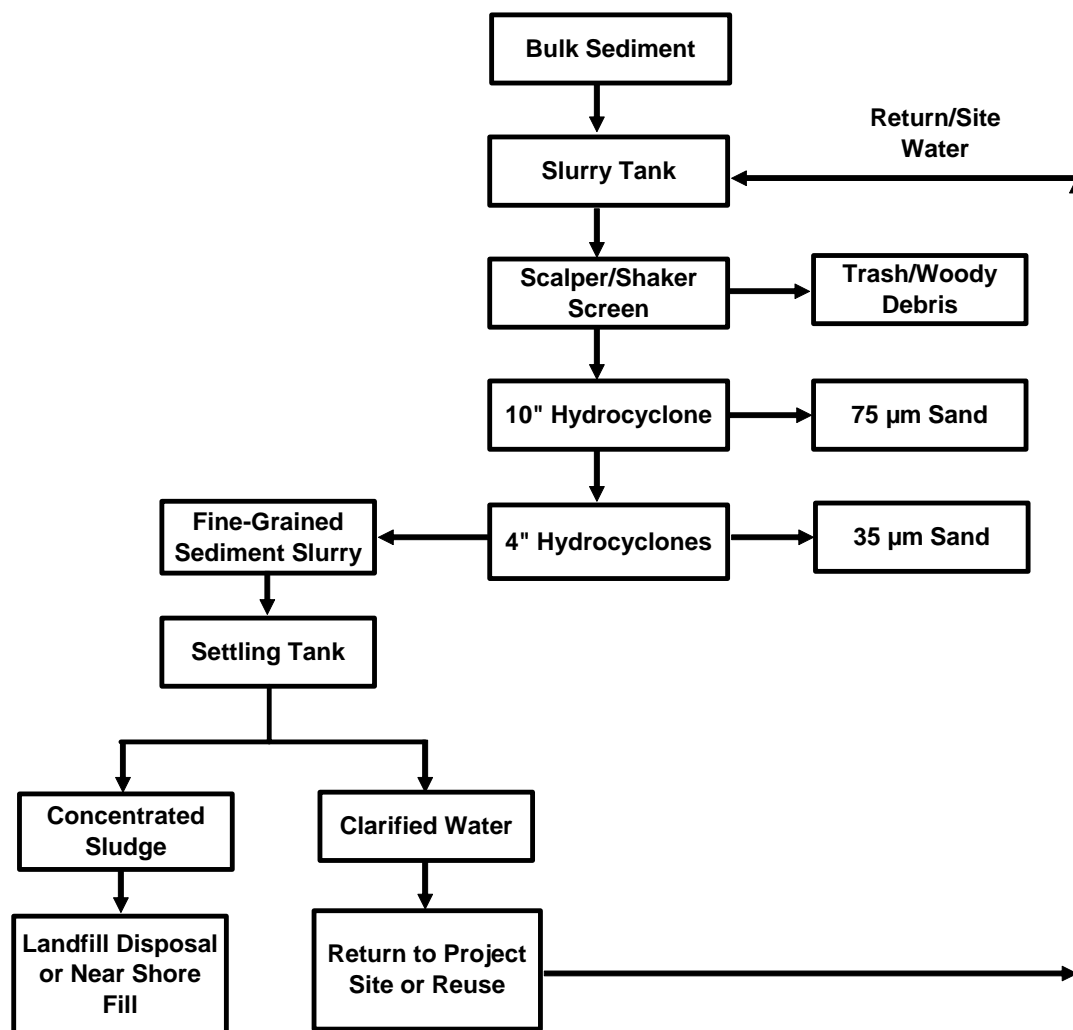 Bulk Sediment
Return/Site
Water
Slurry Tank
Scalper/Shaker
Screen
Trash/Woody
Debris
10" Hydrocyclone
75 µm Sand
Fine-Grained
Sediment Slurry
4" Hydrocyclones
35 µm Sand
Settling Tank
Concentrated
Sludge
Clarified Water
Landfill Disposal
or Near Shore
Fill
Return to Project
Site or Reuse